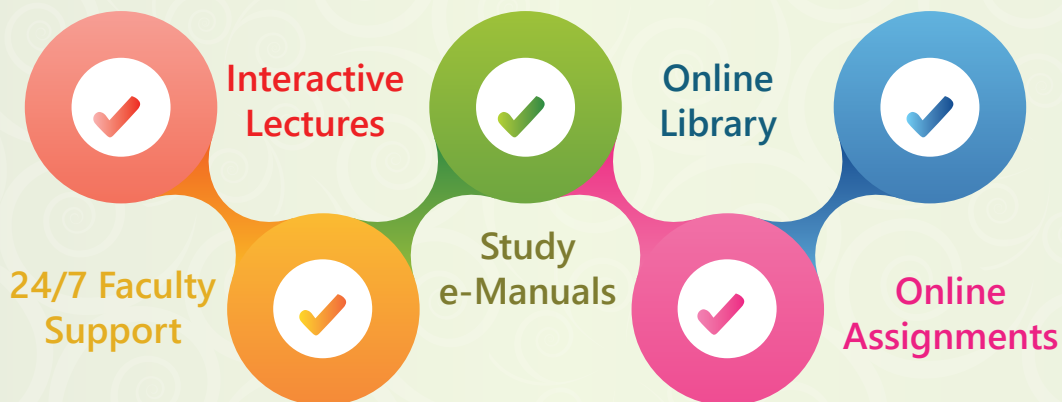 Interactive
Lectures
Online
Library
24/7 Faculty
Support
Study
e-Manuals
Online
Assignments